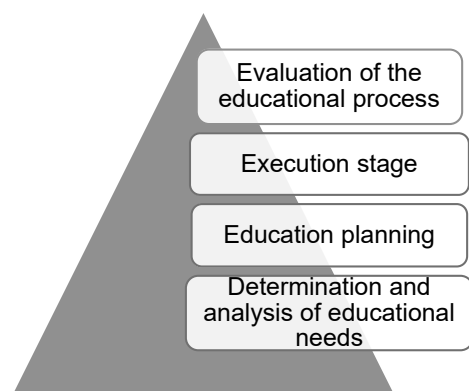 Evaluation of the
educational process
Execution stage
Education planning
Determination and
analysis of educational
needs